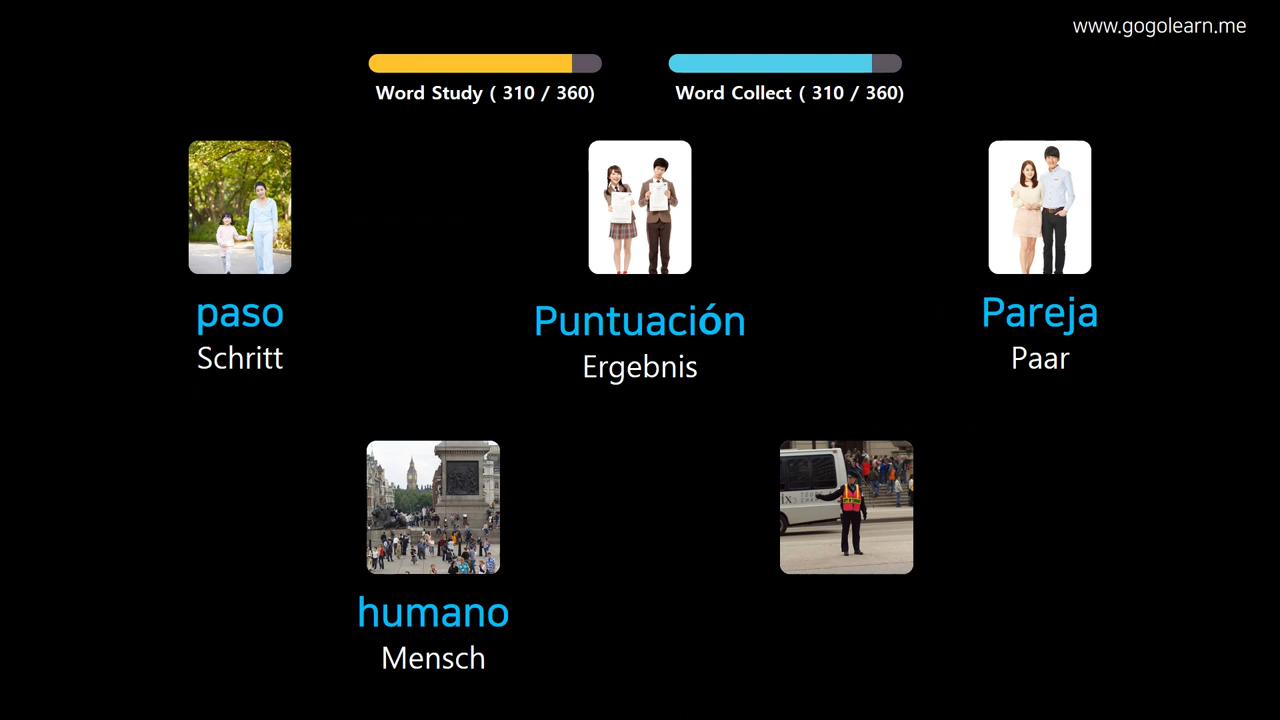 www.gogolearn.me
Word Study ( 310 / 360)
Word Collect ( 310 / 360)
paso
Schritt
Puntuación
Ergebnis
Pareja
Paar
humano
Mensch